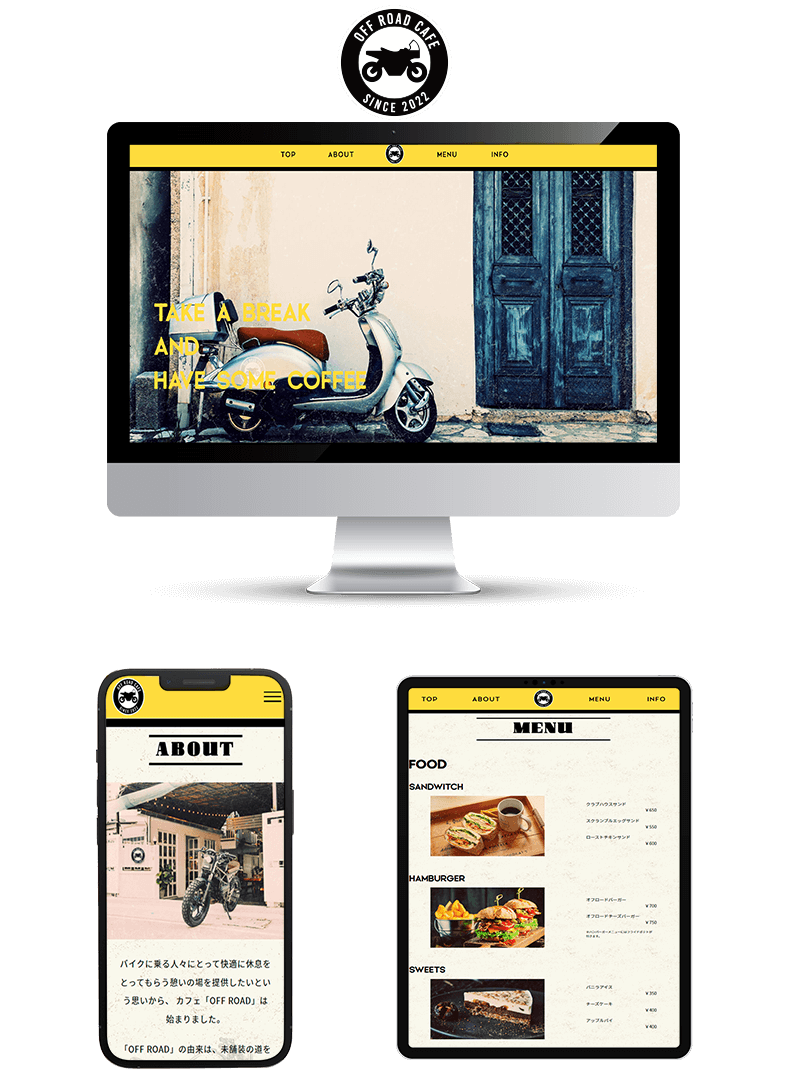 OFF ROAD CAFE
SINCE 2022
TOP ABOUT MENU INFO
TAKE A BREAK
AND
HAVE SOME COFFEE
OFF ROAD CAFE
SINCE 2022
ABOUT
バイクに乗る人々にとって快適に休息を
とってもらう憩いの場を提供したいとい
う思いから、カフェ「OFF ROAD」は
始まりました。
「OFF ROAD」の由来は、未舗装の道を
TOP ABOUT MENU INFO
MENU
FOOD
SANDWITCH
クラブハウスサンド
¥650
スクランブルエッグサンド
¥550
ローストチキンサンド
¥600
HAMBURGER
オフロードバーガー
¥700
オフロードチーズバーガー
¥750
SWEETS
バニラアイス
¥350
チーズケーキ
¥400
アップルパイ
¥400